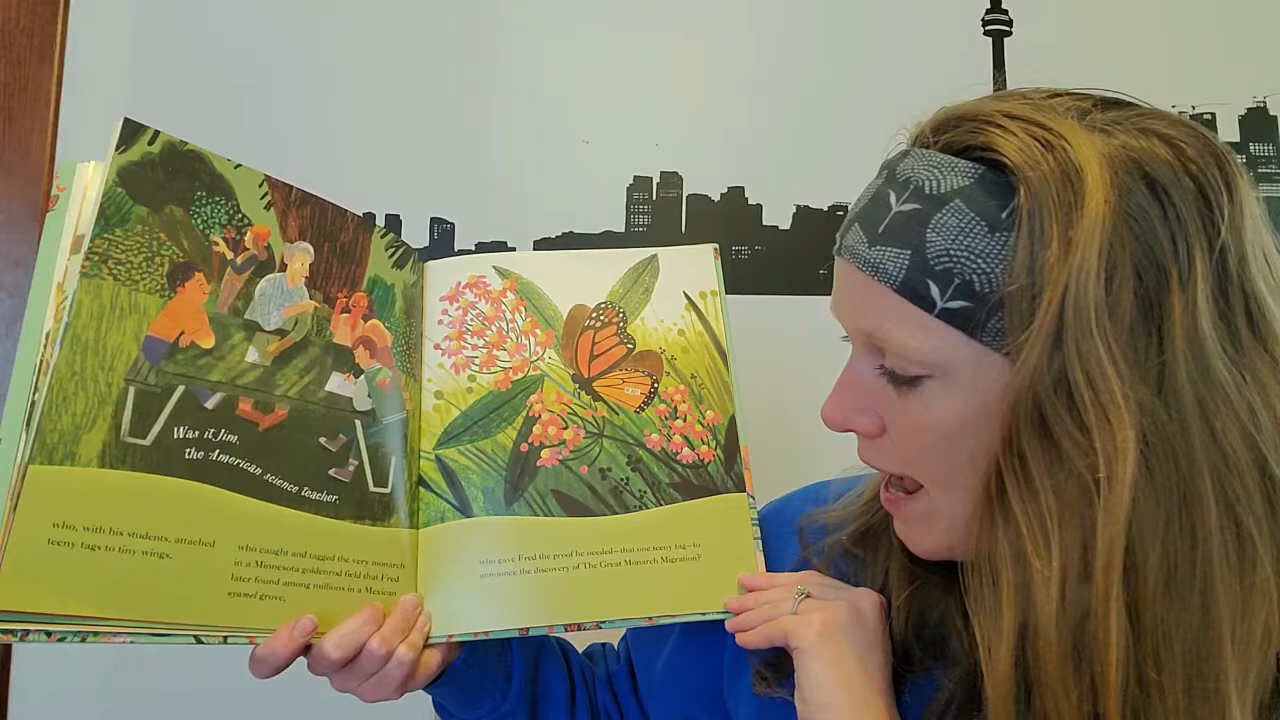 Was it Jim,
the American science teacher,
who, with his students, attached
teeny tags to tiny wings,
who caught and tagged the very monarch
in a Minnesota goldenrod field that Fred
later found among millions in a Mexican
oyamel grove,
who gave Fred the proof he needed—that one teeny tag—to
announce the discovery of The Great Monarch Migration?